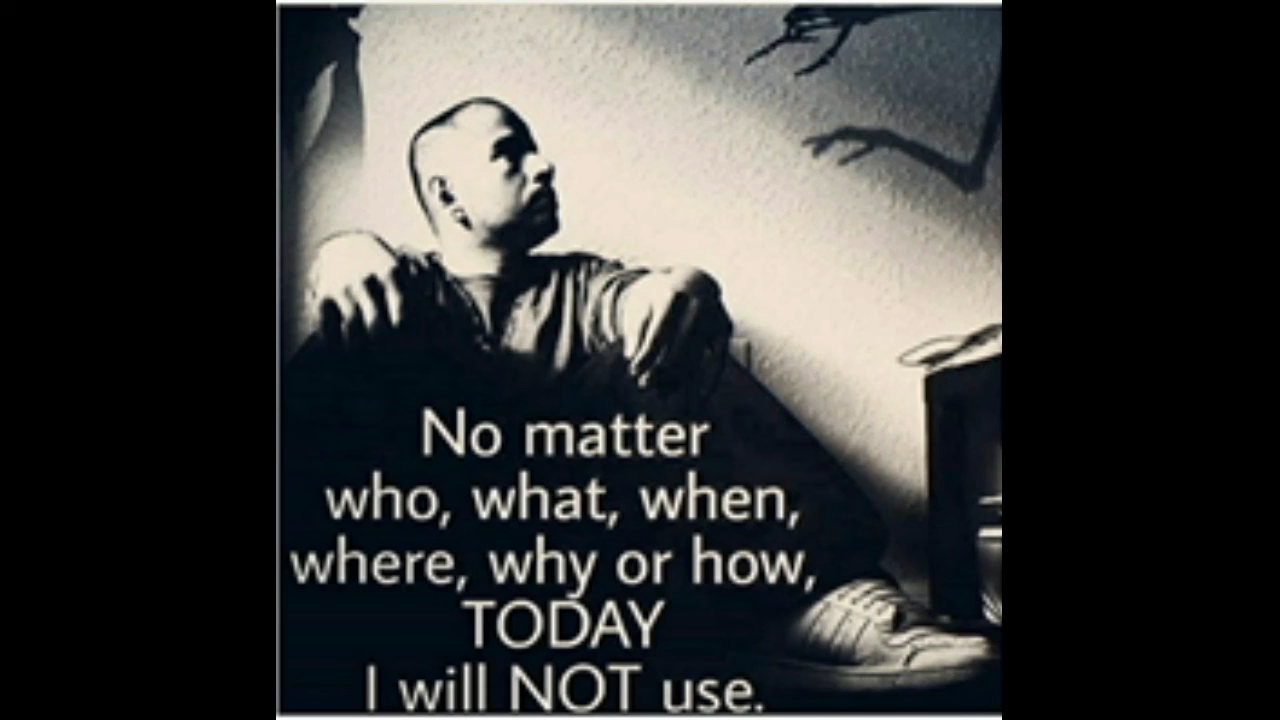 No matter
who, what, when,
where, why or how,
TODAY
I will NOT use.